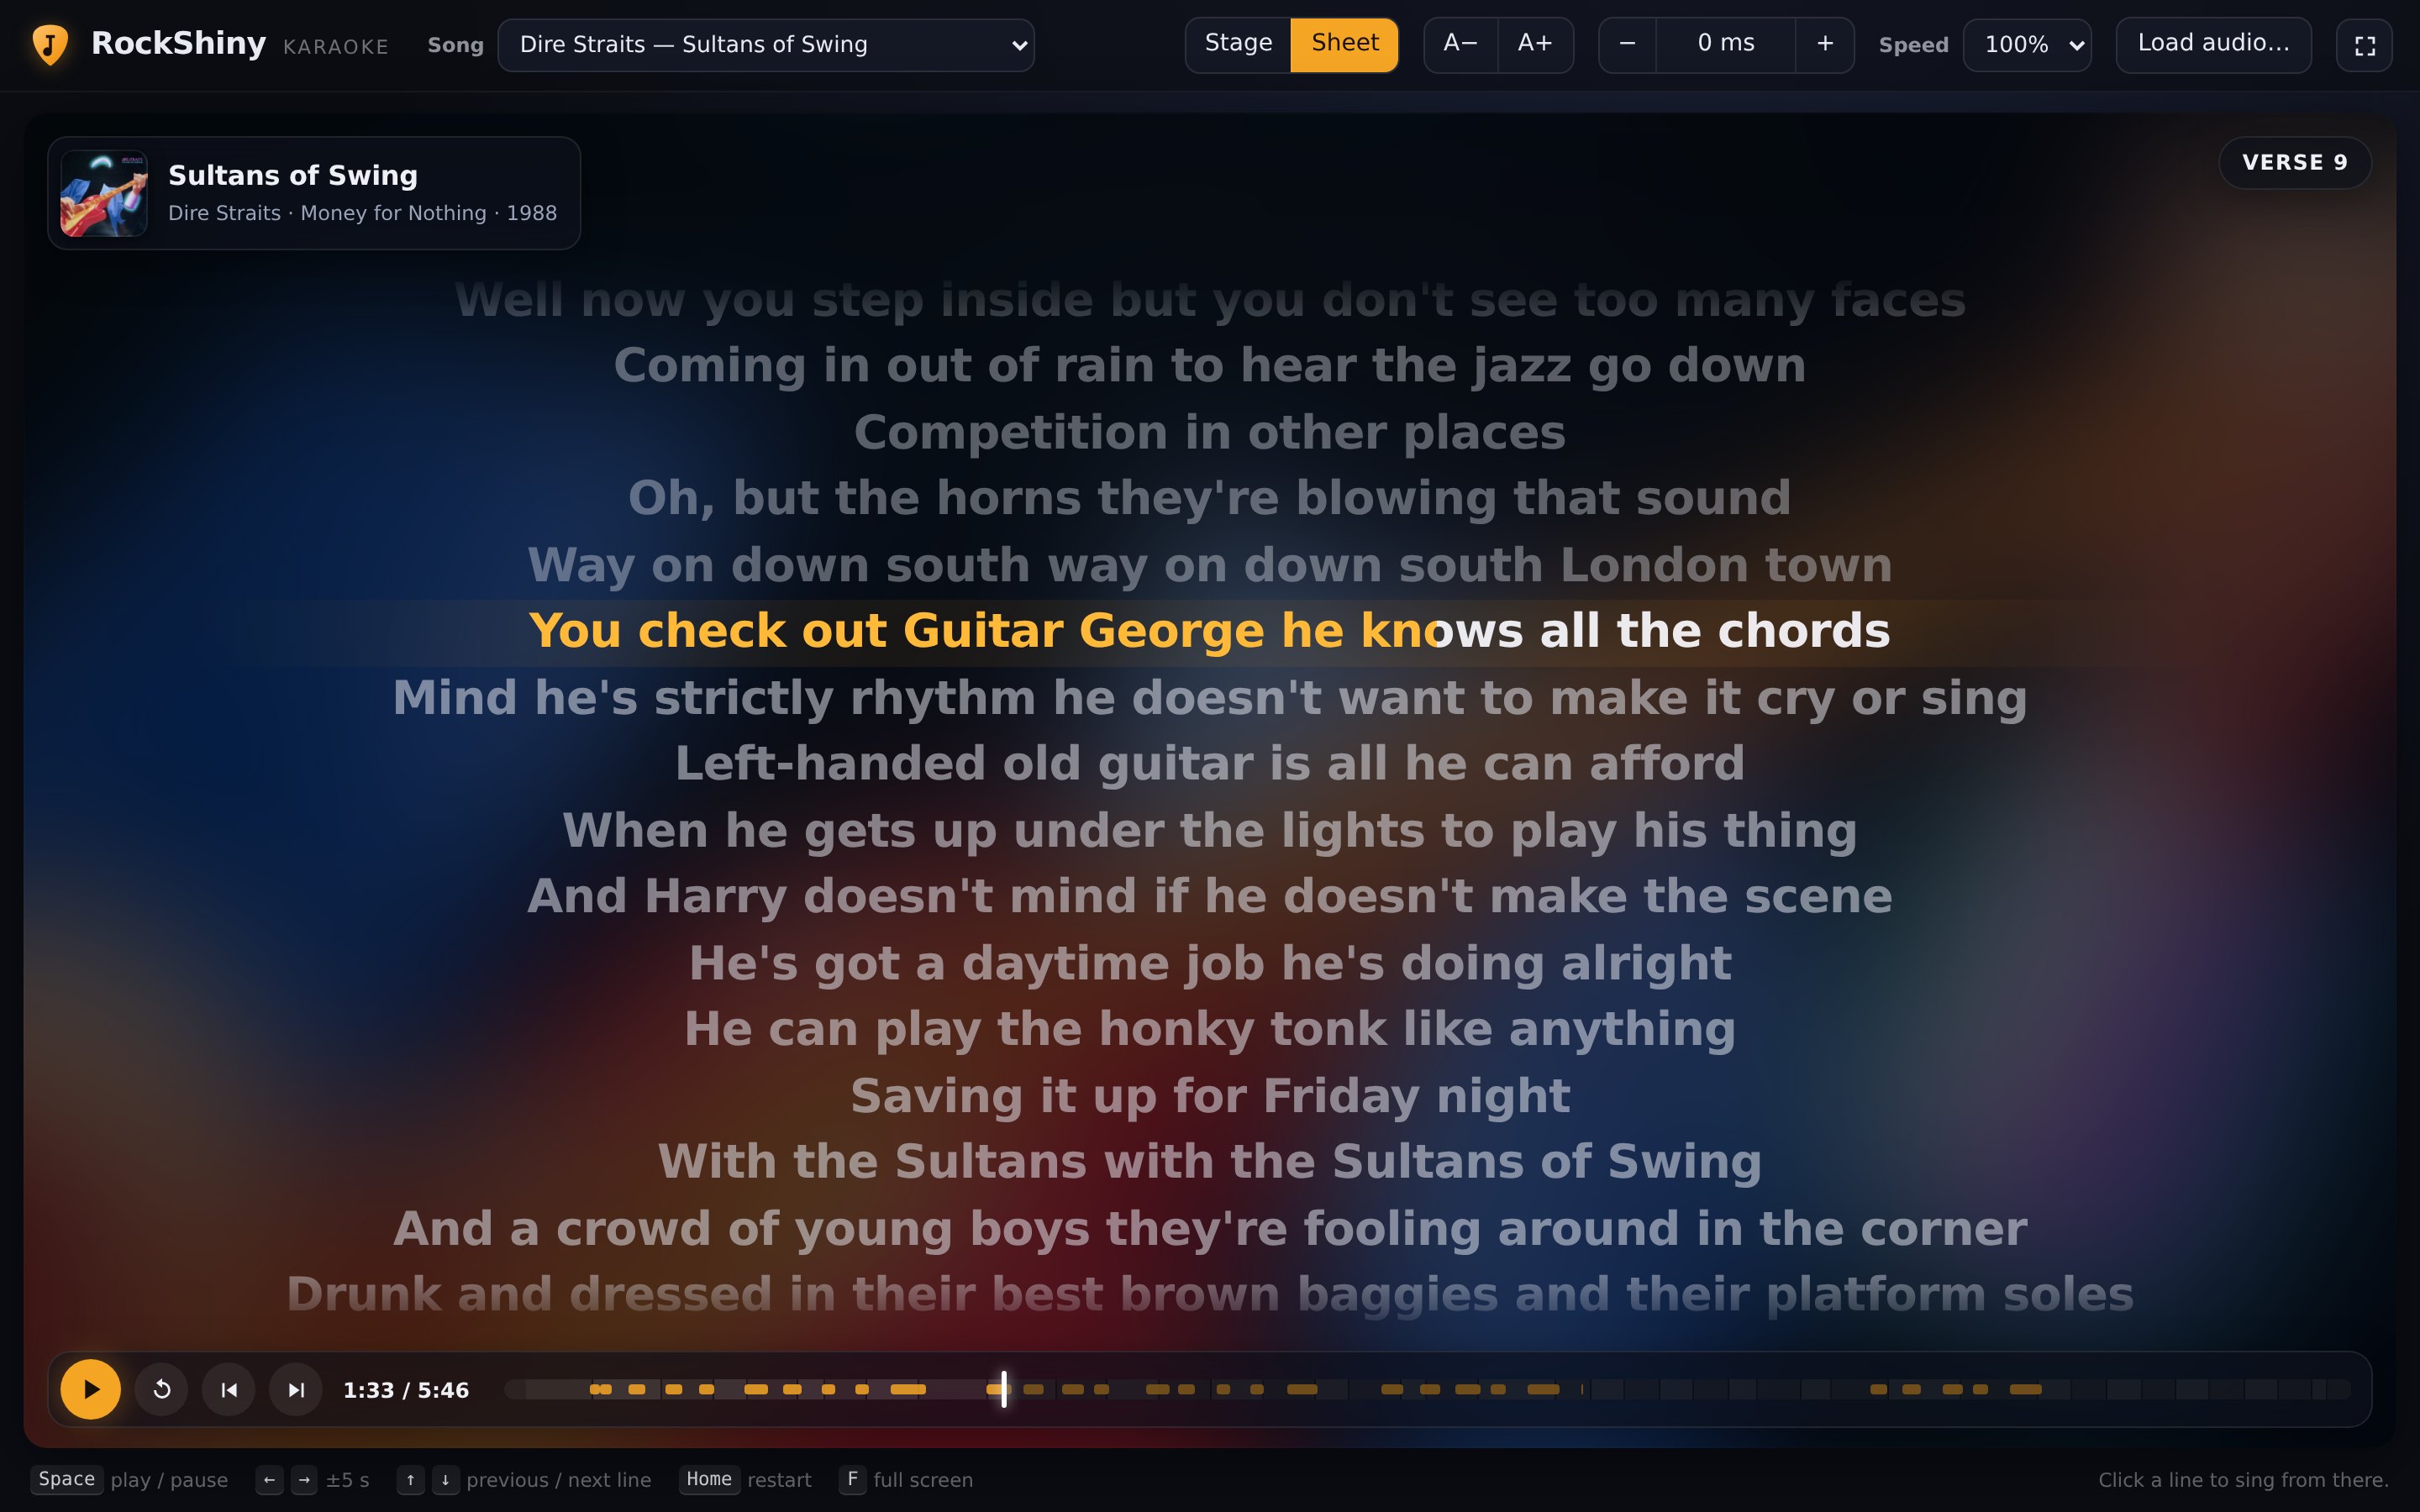 RockShiny KARAOKE Song Dire Straits — Sultans of Swing Stage Sheet A− A+ − 0 ms + Speed 100% Load audio...
Sultans of Swing
Dire Straits · Money for Nothing · 1988
VERSE 9
Well now you step inside but you don't see too many faces
Coming in out of rain to hear the jazz go down
Competition in other places
Oh, but the horns they're blowing that sound
Way on down south way on down south London town
You check out Guitar George he knows all the chords
Mind he's strictly rhythm he doesn't want to make it cry or sing
Left-handed old guitar is all he can afford
When he gets up under the lights to play his thing
And Harry doesn't mind if he doesn't make the scene
He's got a daytime job he's doing alright
He can play the honky tonk like anything
Saving it up for Friday night
With the Sultans with the Sultans of Swing
And a crowd of young boys they're fooling around in the corner
Drunk and dressed in their best brown baggies and their platform soles
1:33 / 5:46
Space play / pause ← → ±5 s ↑ ↓ previous / next line Home restart F full screen Click a line to sing from there.